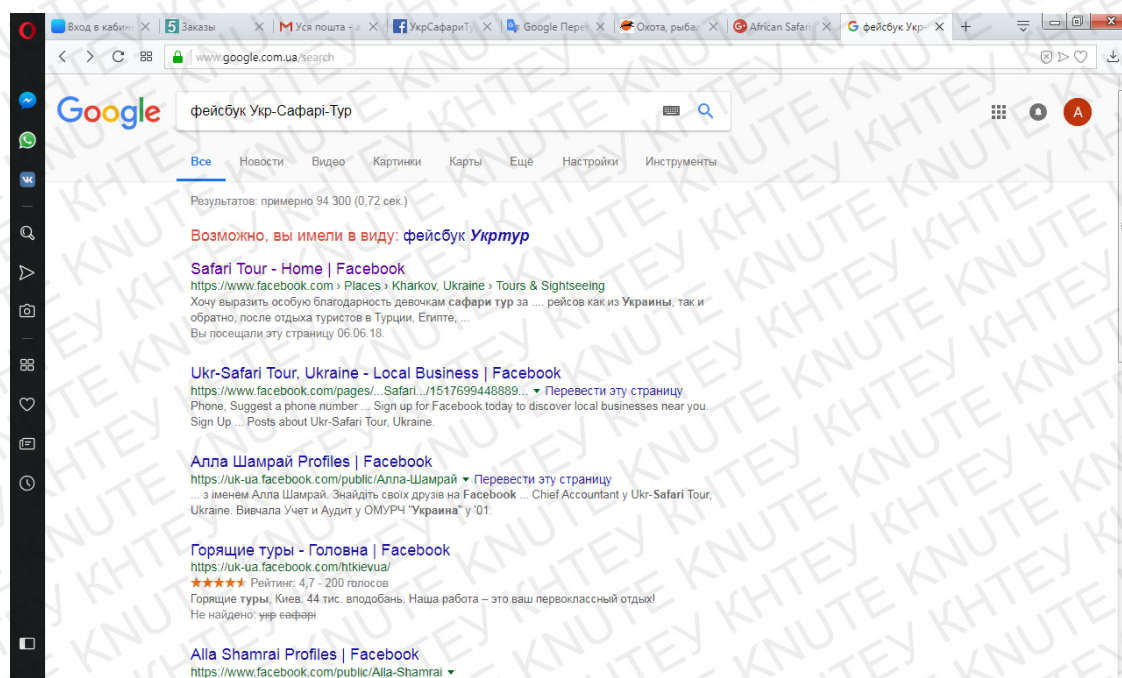 Вход в кабин
5 Заказы
Уся пошта - a
УкрСафариТу
Google Перев
Охота, рыбал
African Safari
фейсбук Укр-
www.google.com.ua/search
Google
фейсбук Укр-Сафарі-Тур
A
Все Новости Видео Картинки Карты Ещё Настройки Инструменты
Результатов: примерно 94 300 (0,72 сек.)
Возможно, вы имели в виду: фейсбук Укртур
Safari Tour - Home | Facebook
https://www.facebook.com › Places › Kharkov, Ukraine › Tours & Sightseeing
Хочу выразить особую благодарность девочкам сафари тур за .... рейсов как из Украины, так и
обратно, после отдыха туристов в Турции, Египте, ...
Вы посещали эту страницу 06.06.18.
Ukr-Safari Tour, Ukraine - Local Business | Facebook
https://www.facebook.com/pages/...Safari.../1517699448889... ▾ Перевести эту страницу
Phone, Suggest a phone number ... Sign up for Facebook today to discover local businesses near you.
Sign Up ... Posts about Ukr-Safari Tour, Ukraine.
Алла Шамрай Profiles | Facebook
https://uk-ua.facebook.com/public/Алла-Шамрай ▾ Перевести эту страницу
... з іменем Алла Шамрай. Знайдіть своїх друзів на Facebook ... Chief Accountant у Ukr-Safari Tour,
Ukraine. Вивчала Учет и Аудит у ОМУРЧ "Украина" у '01.
Горящие туры - Головна | Facebook
https://uk-ua.facebook.com/htkievua/
Рейтинг: 4,7 - 200 голосов
Горящие туры, Киев. 44 тис. вподобань. Наша работа – это ваш первоклассный отдых!
Не найдено: укр сафарі
Alla Shamrai Profiles | Facebook
https://www.facebook.com/public/Alla-Shamrai ▾
KNUTE KHTEY